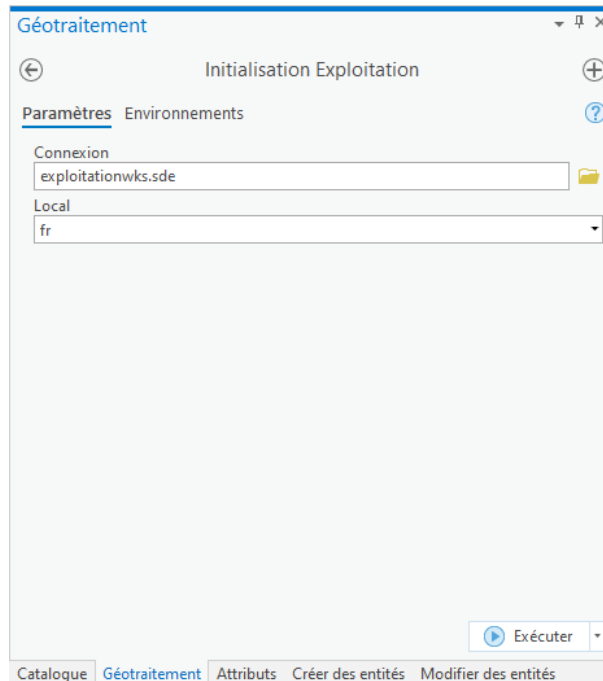 Géotraitement
Initialisation Exploitation
Paramètres Environnements
Connexion
exploitationwks.sde
Local
fr
Exécuter
Catalogue Géotraitement Attributs Créer des entités Modifier des entités